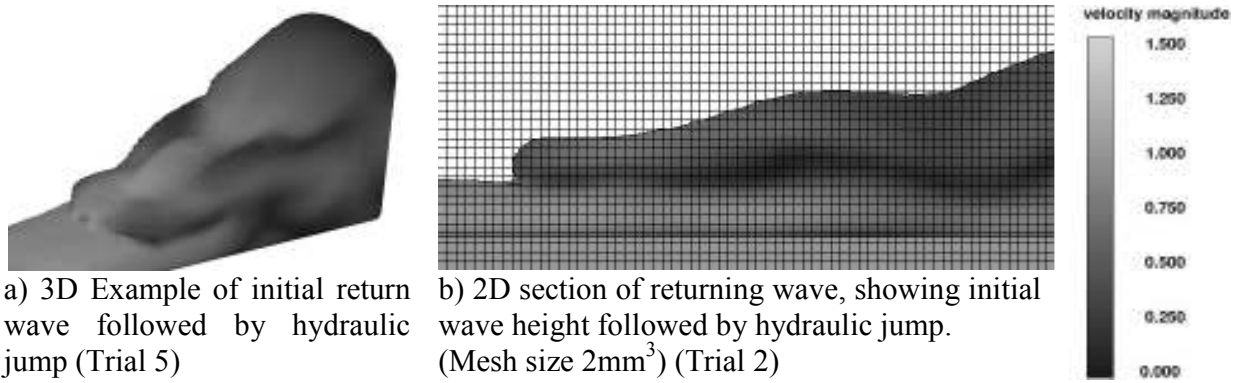 velocity magnitude
1.500
1.250
1.000
0.750
0.500
0.250
0.000
a) 3D Example of initial return
wave followed by hydraulic
jump (Trial 5)
b) 2D section of returning wave, showing initial
wave height followed by hydraulic jump.
(Mesh size 2mm³) (Trial 2)